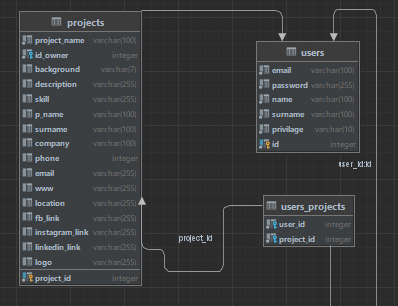 projects
project_name varchar(100)
id_owner integer
background varchar(7)
description varchar(255)
skill varchar(255)
p_name varchar(100)
surname varchar(100)
company varchar(100)
phone integer
email varchar(255)
www varchar(255)
location varchar(255)
fb_link varchar(255)
instagram_link varchar(255)
linkedin_link varchar(255)
logo varchar(255)
project_id integer
users
email varchar(100)
password varchar(255)
name varchar(100)
surname varchar(100)
privilage varchar(10)
id integer
user_id:id
users_projects
user_id integer
project_id integer
project_id